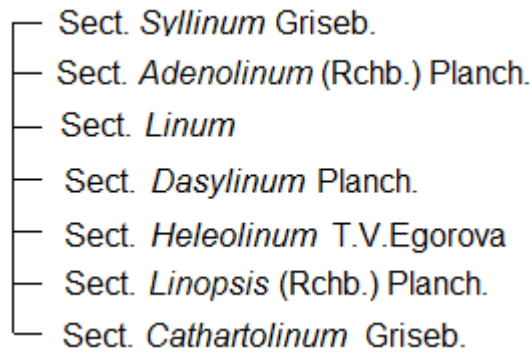 Sect. Syllinum Griseb.
Sect. Adenolinum (Rchb.) Planch.
Sect. Linum
Sect. Dasylinum Planch.
Sect. Heleolinum T.V.Egorova
Sect. Linopsis (Rchb.) Planch.
Sect. Cathartolinum Griseb.